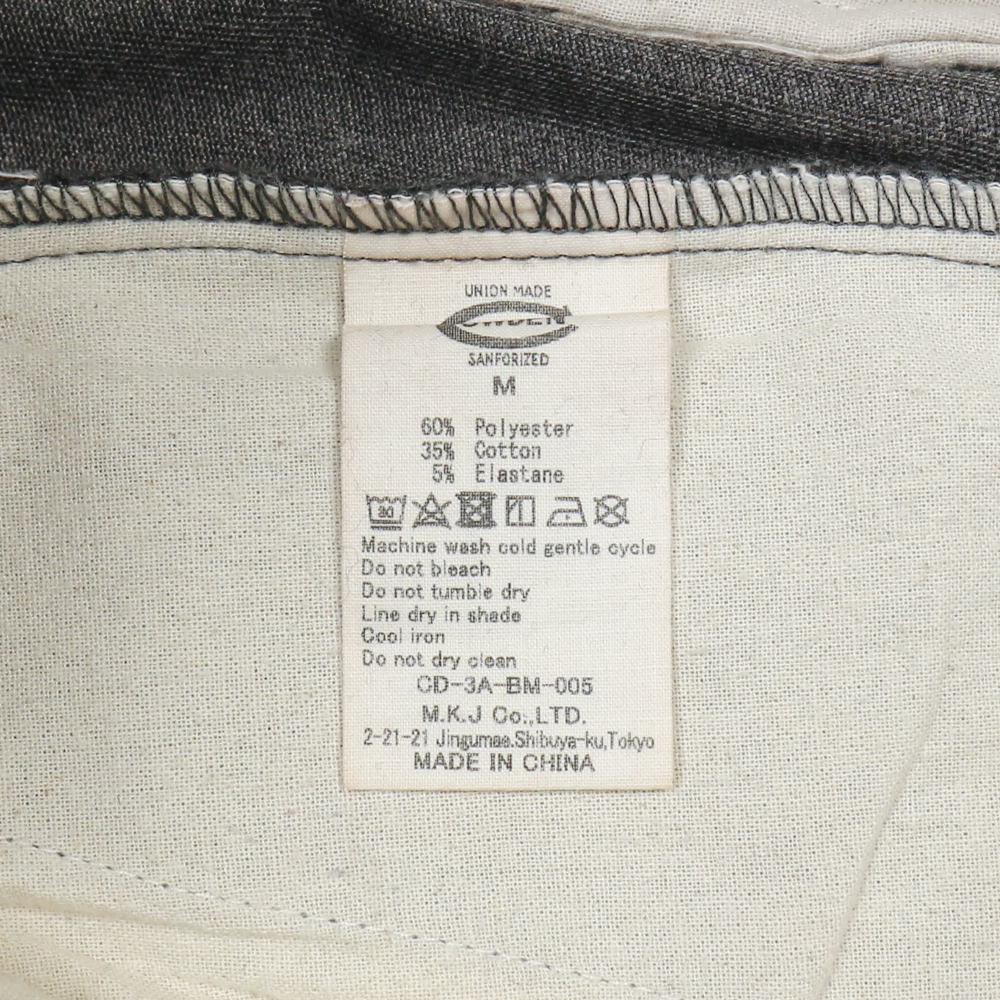 UNION MADE
SANFORIZED
M
60% Polyester
35% Cotton
5% Elastane
30
Machine wash cold gentle cycle
Do not bleach
Do not tumble dry
Line dry in shade
Cool iron
Do not dry clean
CD-3A-BM-005
M.K.J Co.,LTD.
2-21-21 Jingumae.Shibuya-ku,Tokyo
MADE IN CHINA